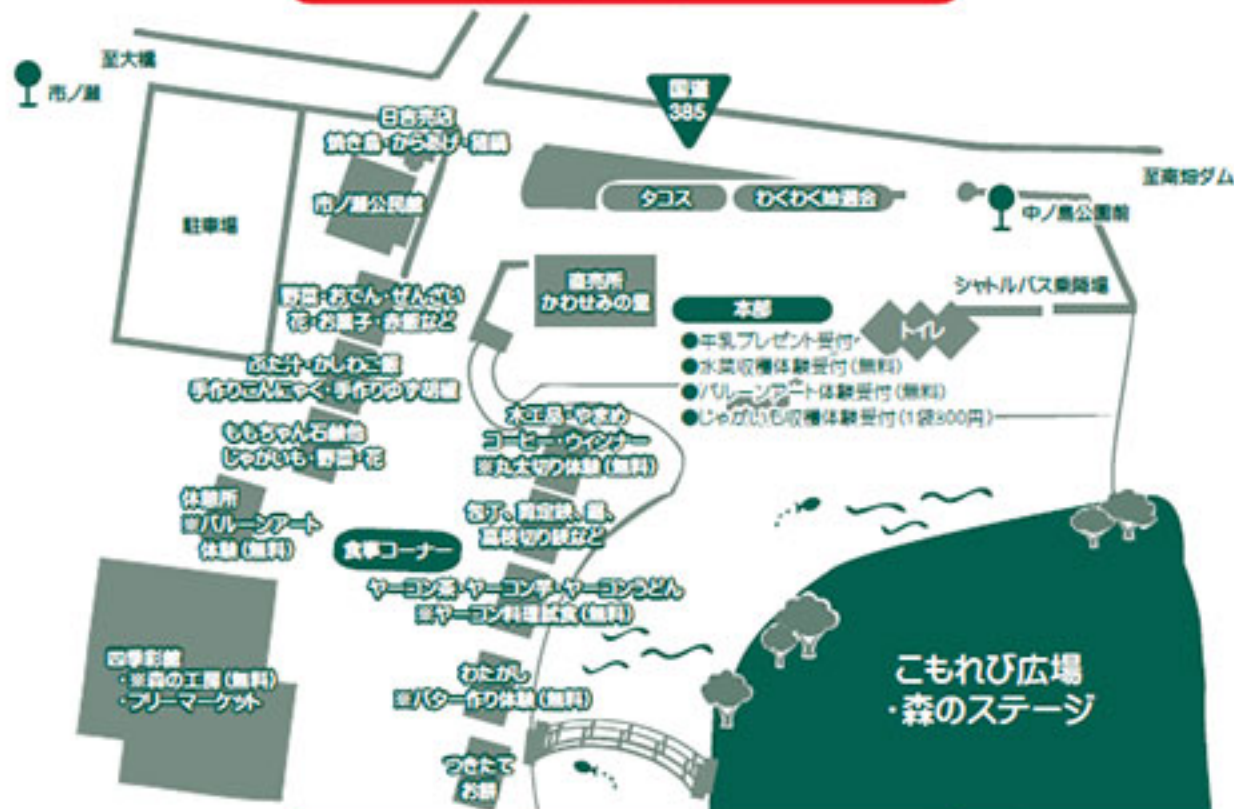 至大橋
市ノ瀬
国道
385
至南畑ダム
日吉売店
焼き鳥・からあげ・猪鍋
市ノ瀬公民館
駐車場
タコス
わくわく抽選会
中ノ島公園前
シャトルバス乗降場
直売所
かわせみの里
本部
トイレ
●牛乳プレゼント受付
●水菜収穫体験受付(無料)
●バルーンアート体験受付(無料)
●じゃがいも収穫体験受付(1袋300円)
野菜・おでん・ぜんざい
花・お菓子・赤飯など
ぶた汁・かしわご飯
手作りこんにゃく・手作りゆず胡椒
ももちゃん石鹸他
じゃがいも・野菜・花
木工品・やまめ
コーヒー・ウィンナー
※丸太切り体験(無料)
休憩所
※バルーンアート
体験(無料)
包丁、剪定鋏、鎌、
高枝切り鋏など
食事コーナー
ヤーコン茶・ヤーコン芋・ヤーコンうどん
※ヤーコン料理試食(無料)
四季彩館
・※森の工房(無料)
・フリーマーケット
わたがし
※バター作り体験(無料)
つきたて
お餅
こもれび広場
・森のステージ